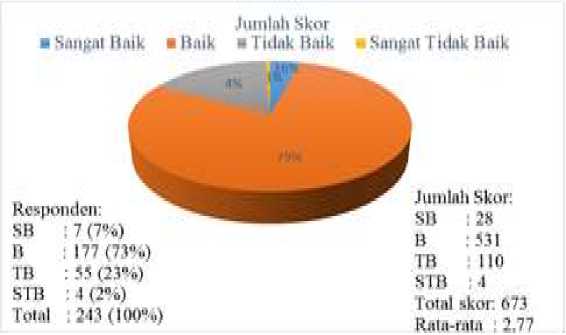 Jumlah Skor
Sangat Baik Baik Tidak Baik Sangat Tidak Baik
4%
79%
Responden:
SB : 7 (7%)
B : 177 (73%)
TB : 55 (23%)
STB : 4 (2%)
Total : 243 (100%)
Jumlah Skor:
SB : 28
B : 531
TB : 110
STB : 4
Total skor: 673
Rata-rata : 2.77